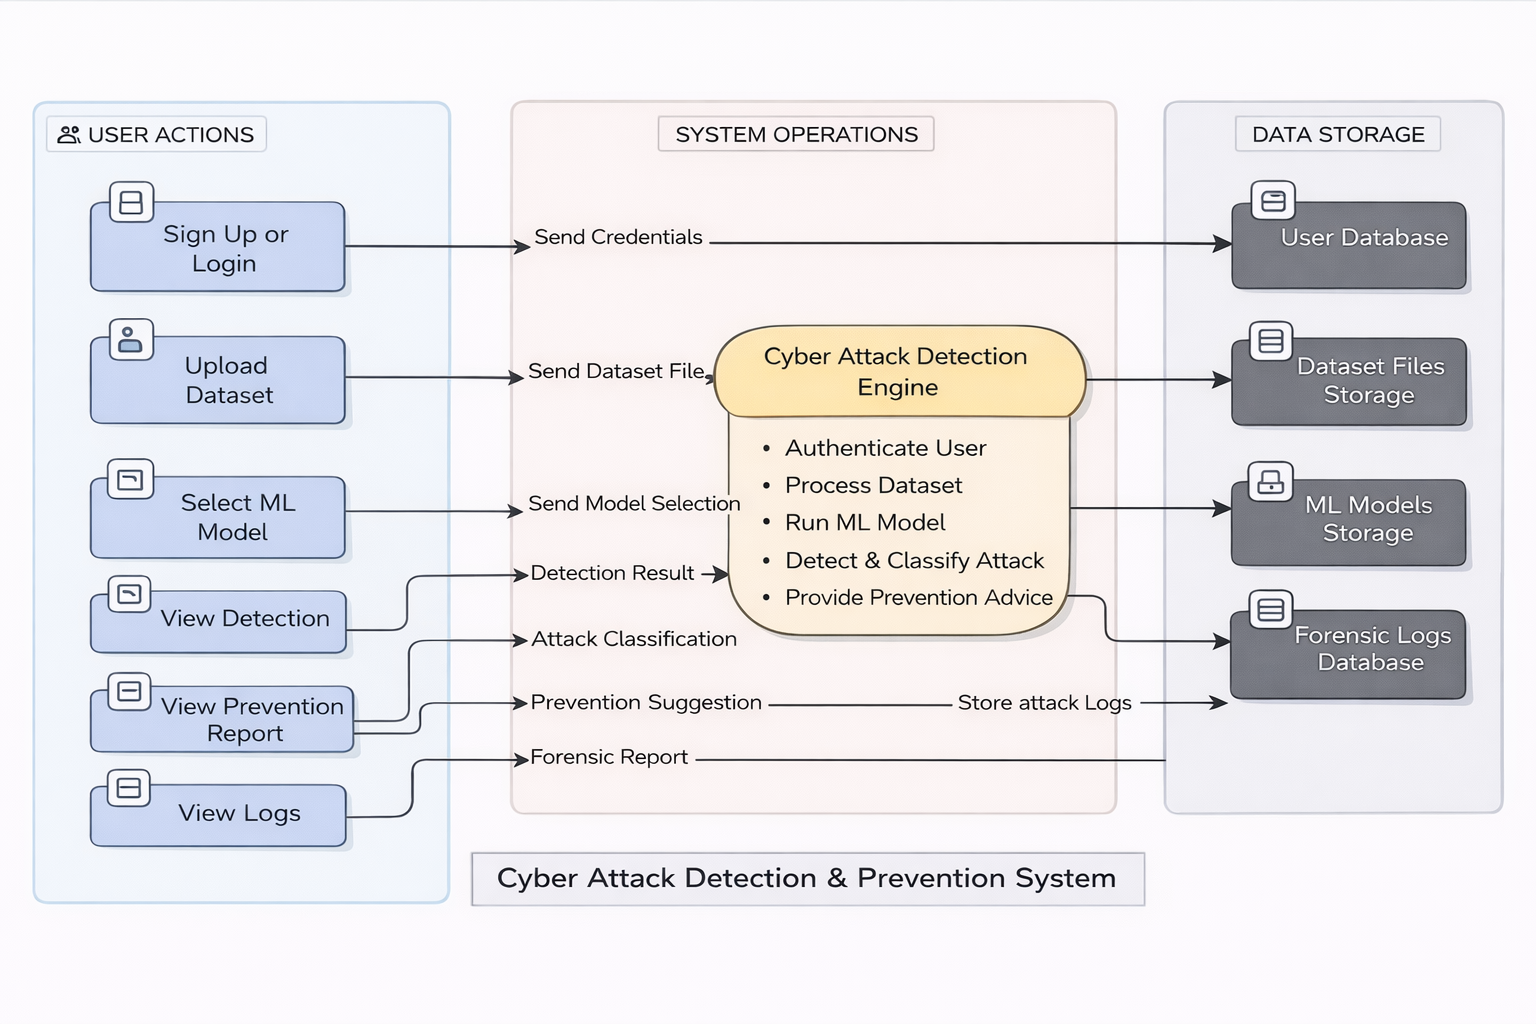 USER ACTIONS
Sign Up or
Login
Upload
Dataset
Select ML
Model
View Detection
View Prevention
Report
View Logs
SYSTEM OPERATIONS
Send Credentials
Send Dataset File
Send Model Selection
Detection Result
Attack Classification
Prevention Suggestion
Store attack Logs
Forensic Report
Cyber Attack Detection
Engine
• Authenticate User
• Process Dataset
• Run ML Model
• Detect & Classify Attack
• Provide Prevention Advice
DATA STORAGE
User Database
Dataset Files
Storage
ML Models
Storage
Forensic Logs
Database
Cyber Attack Detection & Prevention System